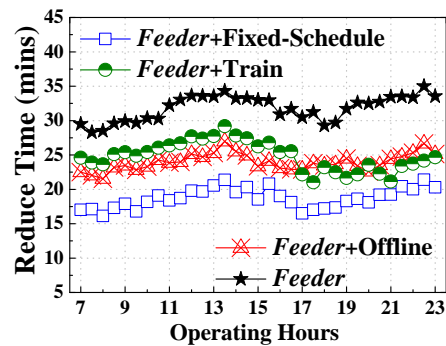 Reduce Time (mins)
45
40
35
30
25
20
15
10
5
Feeder+Fixed-Schedule
Feeder+Train
Feeder+Offline
Feeder
7 9 11 13 15 17 19 21 23
Operating Hours